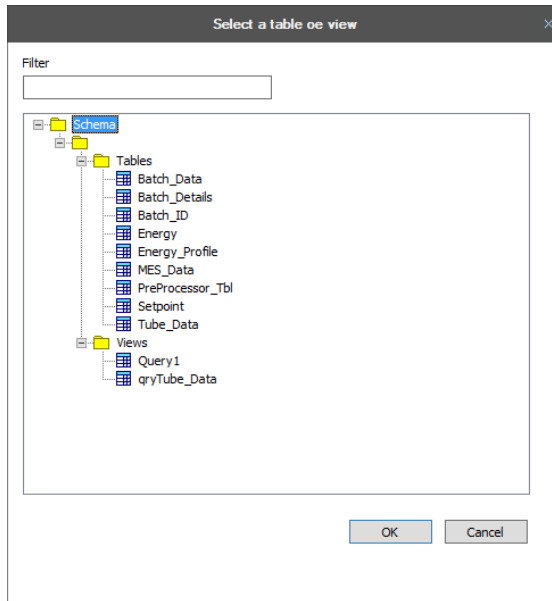 Select a table oe view
Filter
Schema
Tables
Batch_Data
Batch_Details
Batch_ID
Energy
Energy_Profile
MES_Data
PreProcessor_Tbl
Setpoint
Tube_Data
Views
Query1
qryTube_Data
OK Cancel